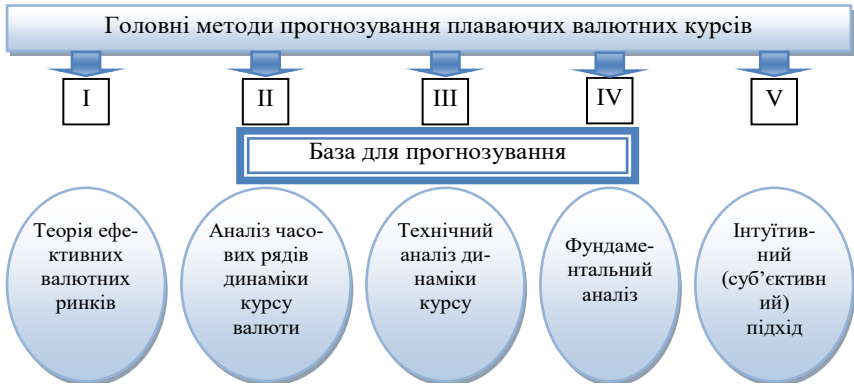 Головні методи прогнозування плаваючих валютних курсів
I
II
III
IV
V
База для прогнозування
Теорія ефе-
ктивних
валютних
ринків
Аналіз часо-
вих рядів
динаміки
курсу
валюти
Технічний
аналіз ди-
наміки
курсу
Фундаме-
нтальний
аналіз
Інтуїтив-
ний
(суб’єктивн
ий)
підхід